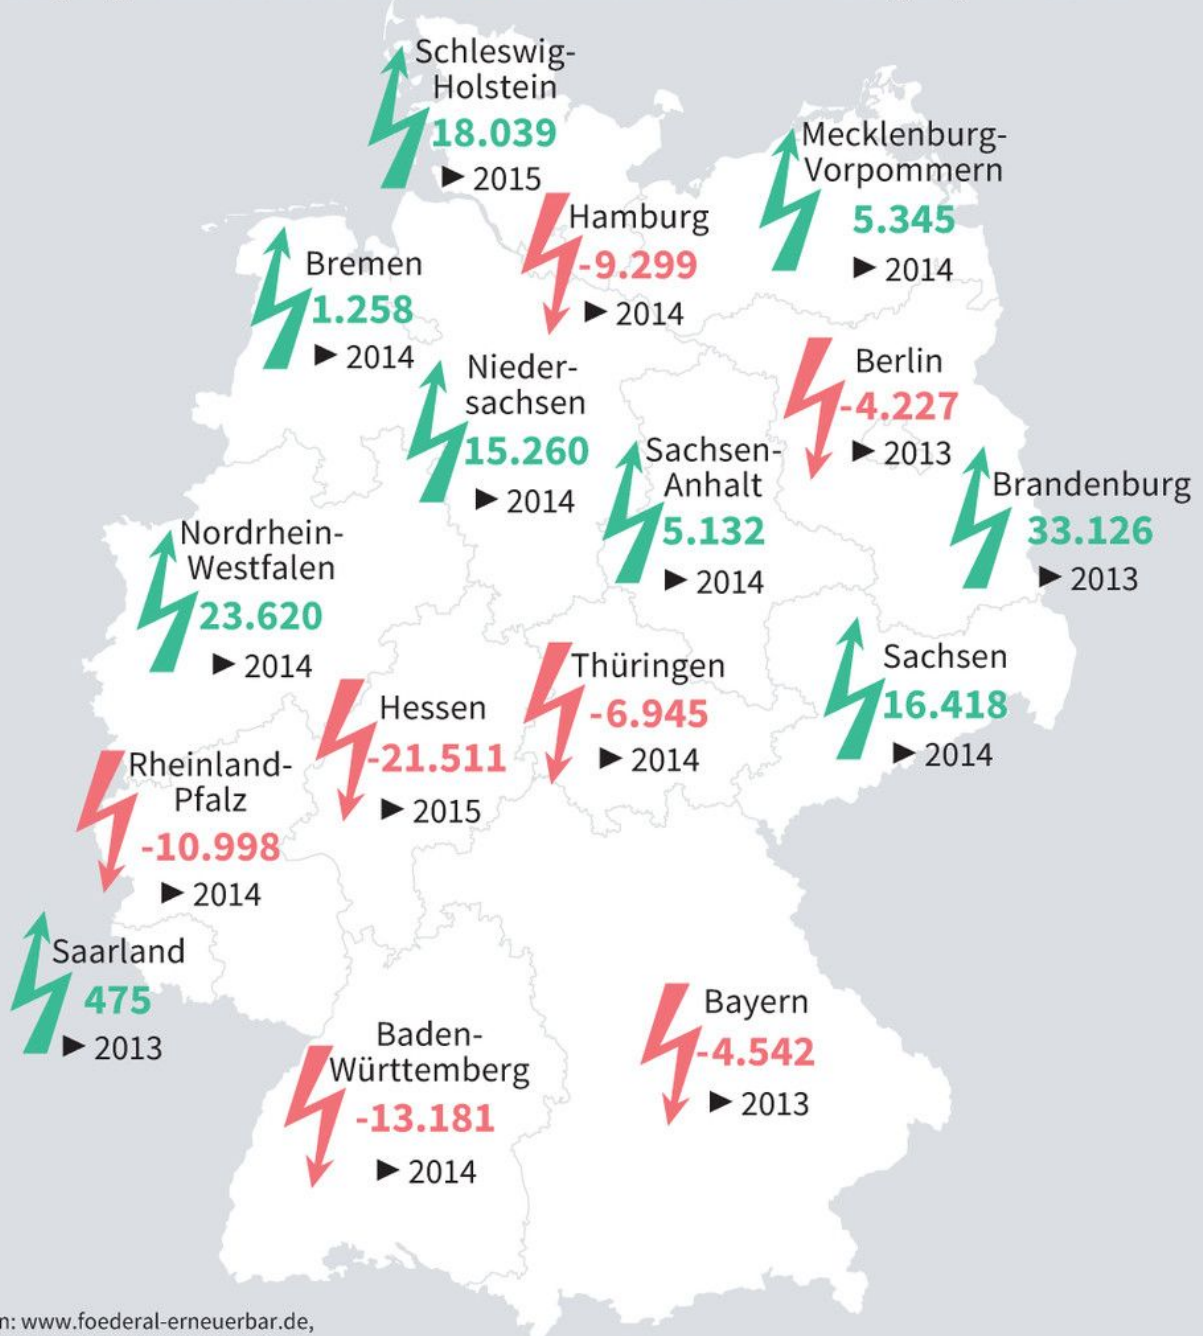 Schleswig-
Holstein
18.039
► 2015
Mecklenburg-
Vorpommern
5.345
► 2014
Hamburg
-9.299
► 2014
Bremen
1.258
► 2014
Berlin
-4.227
► 2013
Nieder-
sachsen
15.260
► 2014
Sachsen-
Anhalt
5.132
► 2014
Brandenburg
33.126
► 2013
Nordrhein-
Westfalen
23.620
► 2014
Thüringen
-6.945
► 2014
Sachsen
16.418
► 2014
Hessen
-21.511
► 2015
Rheinland-
Pfalz
-10.998
► 2014
Saarland
475
► 2013
Bayern
-4.542
► 2013
Baden-
Württemberg
-13.181
► 2014
n: www.foederal-erneuerbar.de,